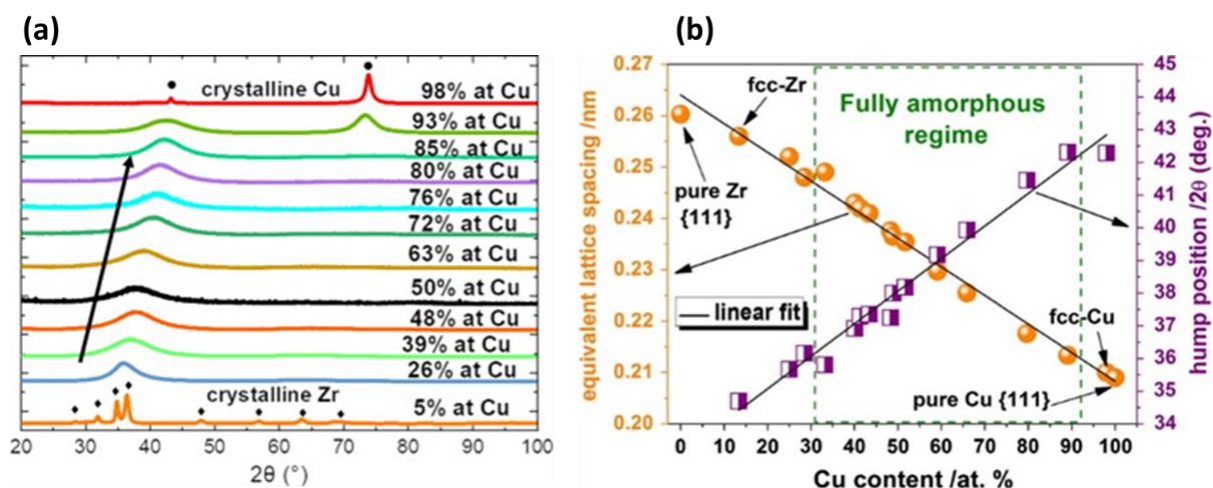 (a)
crystalline Cu
98% at Cu
93% at Cu
85% at Cu
80% at Cu
76% at Cu
72% at Cu
63% at Cu
50% at Cu
48% at Cu
39% at Cu
26% at Cu
crystalline Zr
5% at Cu
20 30 40 50 60 70 80 90 100
2θ (°)
(b)
equivalent lattice spacing /nm
0.27
0.26
0.25
0.24
0.23
0.22
0.21
0.20
fcc-Zr
Fully amorphous
regime
pure Zr
{111}
linear fit
fcc-Cu
pure Cu {111}
0 10 20 30 40 50 60 70 80 90 100
Cu content /at. %
45
44
43
42
41
40
39
38
37
36
35
34
hump position /2θ (deg.)